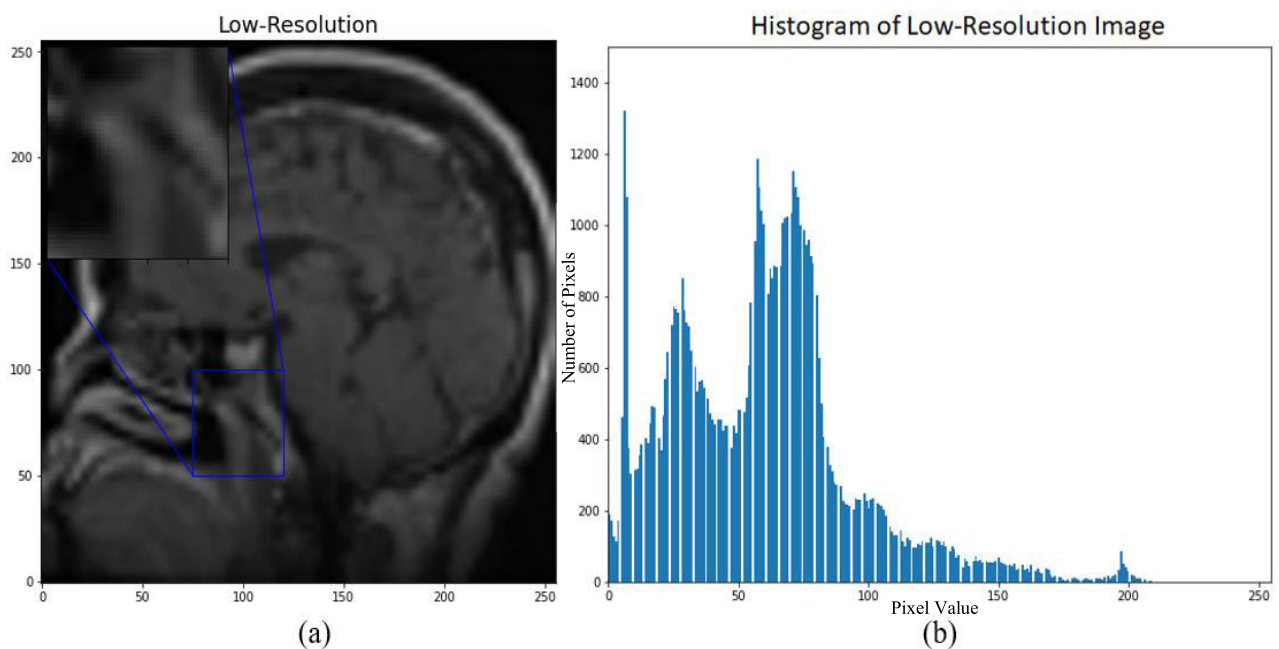 Low-Resolution
250
200
150
100
50
0
0 50 100 150 200 250
(a)
Histogram of Low-Resolution Image
1400
1200
1000
800
600
400
200
0
Number of Pixels
0 50 100 150 200 250
Pixel Value
(b)